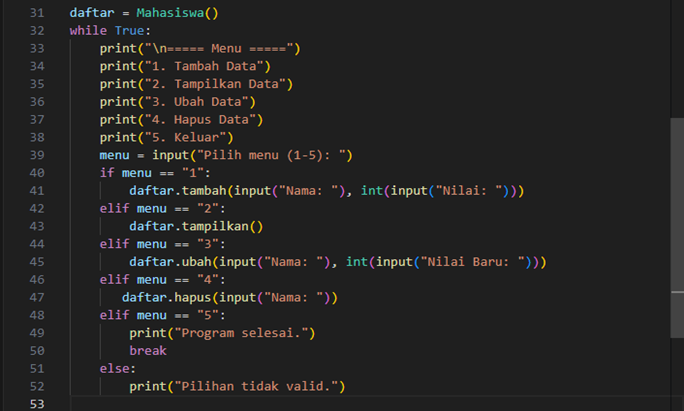 31 daftar = Mahasiswa()
32 while True:
33     print("\n===== Menu =====")
34     print("1. Tambah Data")
35     print("2. Tampilkan Data")
36     print("3. Ubah Data")
37     print("4. Hapus Data")
38     print("5. Keluar")
39     menu = input("Pilih menu (1-5): ")
40     if menu == "1":
41         daftar.tambah(input("Nama: "), int(input("Nilai: ")))
42     elif menu == "2":
43         daftar.tampilkan()
44     elif menu == "3":
45         daftar.ubah(input("Nama: "), int(input("Nilai Baru: ")))
46     elif menu == "4":
47        daftar.hapus(input("Nama: "))
48     elif menu == "5":
49         print("Program selesai.")
50         break
51     else:
52         print("Pilihan tidak valid.")
53